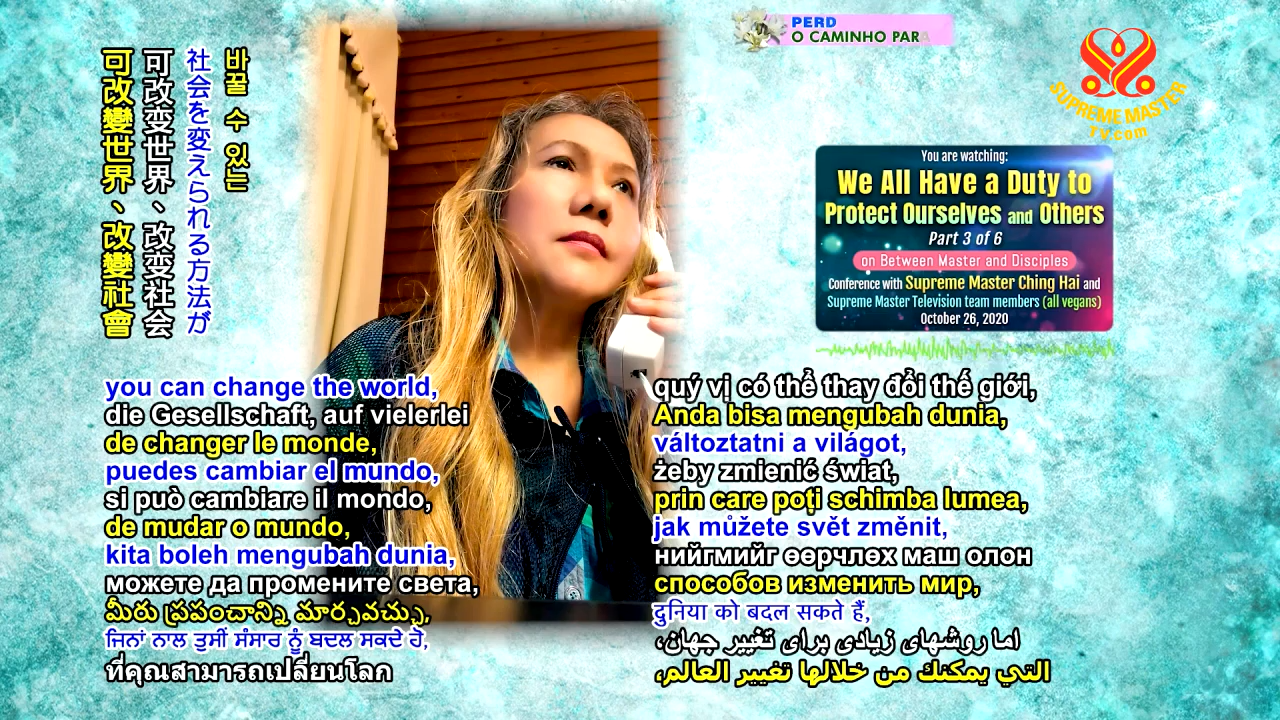 PERD
O CAMINHO PARA
SUPREME MASTER
TV.com
바꿀 수 있는
社会を変えられる方法が
可改变世界、改变社会
可改變世界、改變社會
You are watching:
We All Have a Duty to
Protect Ourselves and Others
Part 3 of 6
on Between Master and Disciples
Conference with Supreme Master Ching Hai and
Supreme Master Television team members (all vegans)
October 26, 2020
you can change the world,
die Gesellschaft, auf vielerlei
de changer le monde,
puedes cambiar el mundo,
si può cambiare il mondo,
de mudar o mundo,
kita boleh mengubah dunia,
можете да промените света,
మీరు ప్రపంచాన్ని మార్చవచ్చు,
ਜਿਨਾਂ ਨਾਲ ਤੁਸੀਂ ਸੰਸਾਰ ਨੂੰ ਬਦਲ ਸਕਦੇ ਹੋ,
ที่คุณสามารถเปลี่ยนโลก
quý vị có thể thay đổi thế giới,
Anda bisa mengubah dunia,
változtatni a világot,
żeby zmienić świat,
prin care poți schimba lumea,
jak můžete svět změnit,
нийгмийг өөрчлөх маш олон
способов изменить мир,
दुनिया को बदल सकते हैं,
اما روشهای زیادی برای تغییر جهان،
التي يمكنك من خلالها تغيير العالم،